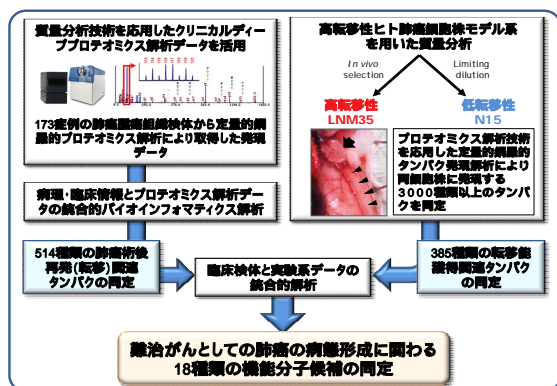 質量分析技術を応用したクリニカルディー
ププロテオミクス解析データを活用
173症例の肺癌腫瘍組織検体から定量的網
羅的プロテオミクス解析により取得した発現
データ
病理・臨床情報とプロテオミクス解析デー
タの統合的バイオインフォマティクス解析
514種類の肺癌術後
再発(転移)関連
タンパクの同定
高転移性ヒト肺癌細胞株モデル系
を用いた質量分析
In vivo
selection
Limiting
dilution
高転移性
LNM35
低転移性
N15
プロテオミクス解析技術
を応用した定量的網羅的
タンパク発現解析により
両細胞株に発現する
3000種類以上のタンパ
クを同定
385種類の転移能
獲得関連タンパク
の同定
臨床検体と実験系データの
統合的解析
難治がんとしての肺癌の病態形成に関わる
18種類の機能分子候補の同定